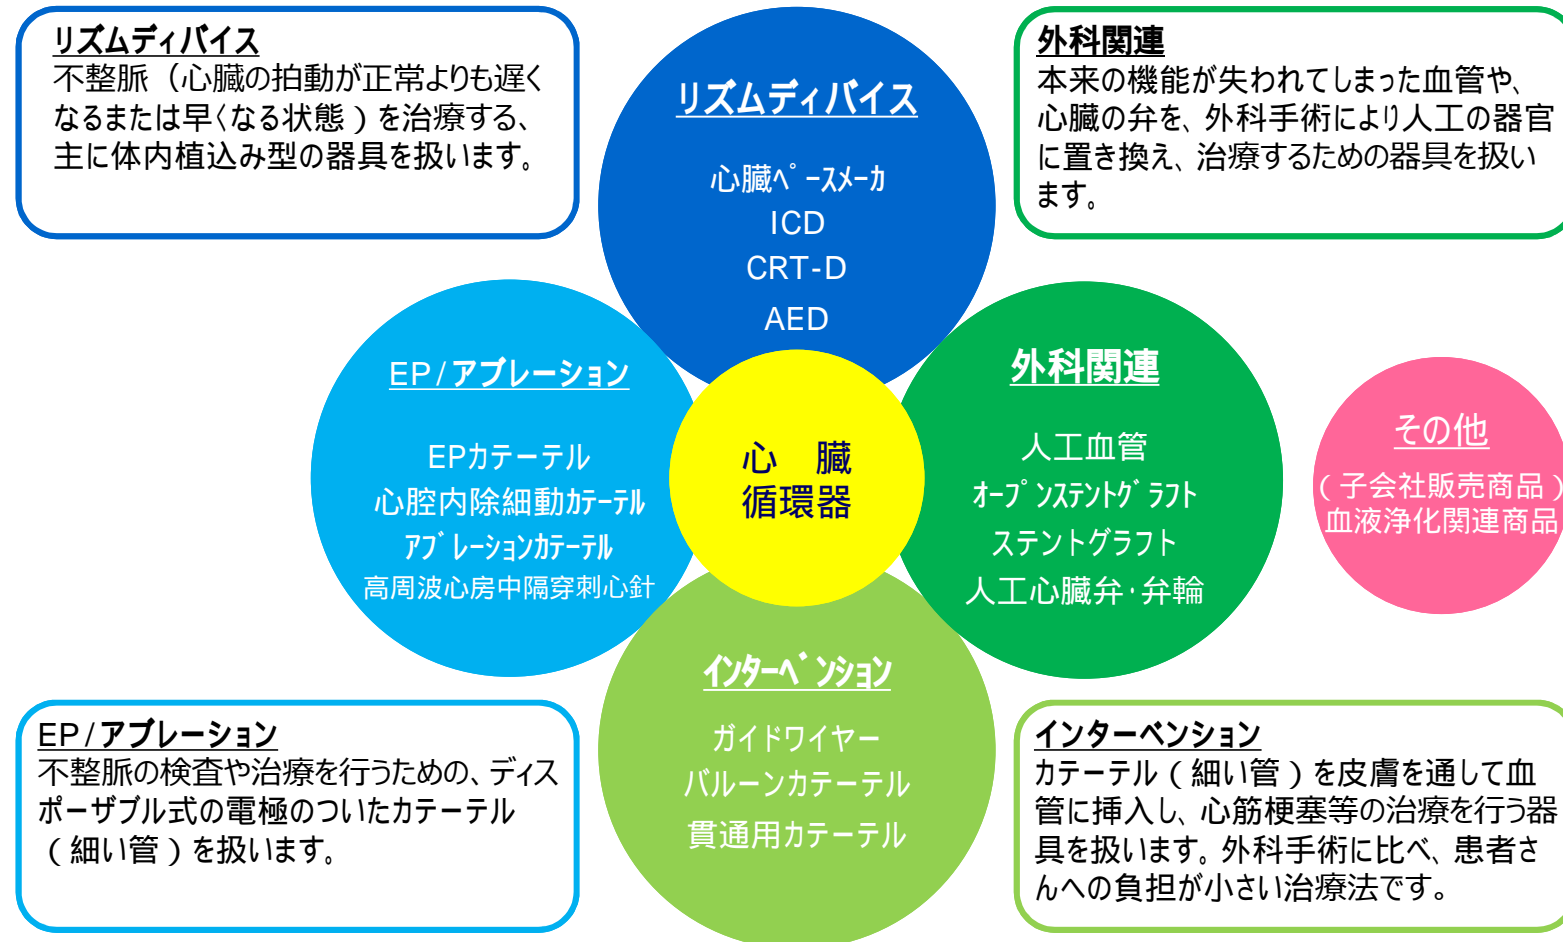 リズムディバイス
不整脈（心臓の拍動が正常よりも遅く
なるまたは早くなる状態）を治療する、
主に体内植込み型の器具を扱います。
リズムディバイス
心臓ﾍﾟｰｽﾒｰｶ
ICD
CRT-D
AED
外科関連
本来の機能が失われてしまった血管や、
心臓の弁を、外科手術により人工の器官
に置き換え、治療するための器具を扱い
ます。
EP/アブレーション
EPカテーテル
心腔内除細動ｶﾃｰﾃﾙ
ｱﾌﾞﾚｰｼｮﾝｶﾃｰﾃﾙ
高周波心房中隔穿刺心針
心　臓
循環器
外科関連
人工血管
ｵｰﾌﾟﾝｽﾃﾝﾄｸﾞﾗﾌﾄ
ステントグラフト
人工心臓弁・弁輪
その他
（子会社販売商品）
血液浄化関連商品
EP/アブレーション
不整脈の検査や治療を行うための、ディス
ポーザブル式の電極のついたカテーテル
（細い管）を扱います。
ｲﾝﾀｰﾍﾞﾝｼｮﾝ
ガイドワイヤー
バルーンカテーテル
貫通用カテーテル
インターベンション
カテーテル（細い管）を皮膚を通して血
管に挿入し、心筋梗塞等の治療を行う器
具を扱います。外科手術に比べ、患者さ
んへの負担が小さい治療法です。